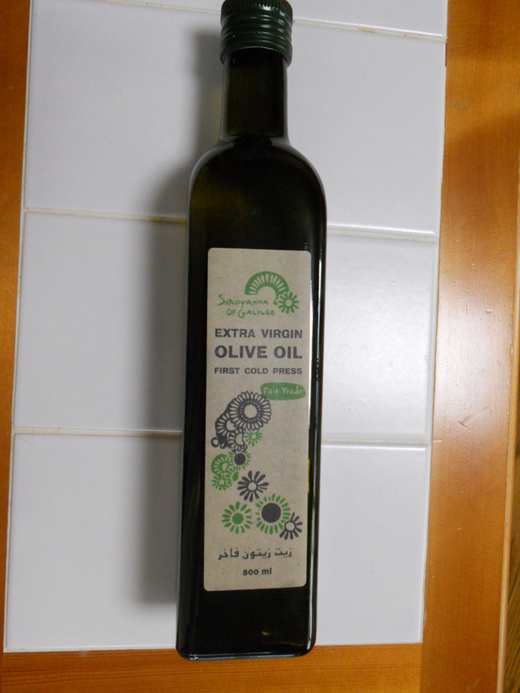 SINDYANNA
OF GALILEE
EXTRA VIRGIN
OLIVE OIL
FIRST COLD PRESS
Fair Trade
زيت زيتون فاخر
500 ml